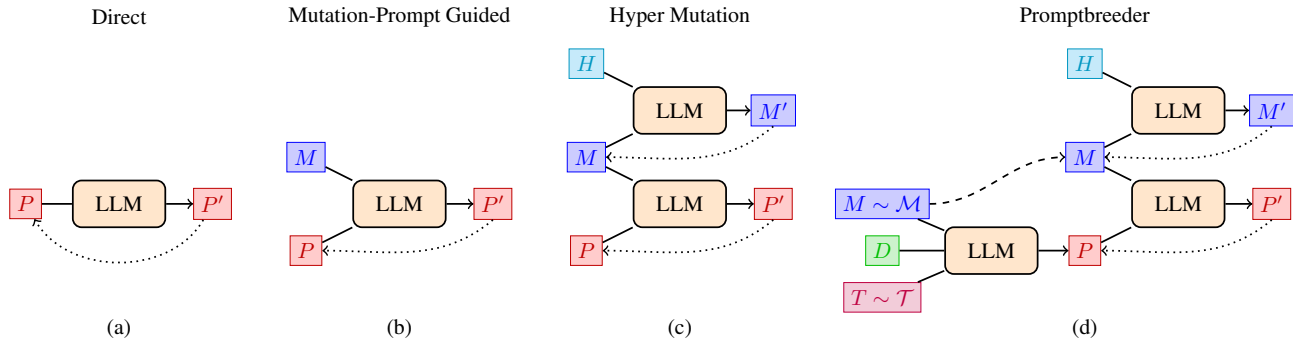 Direct
Mutation-Prompt Guided
Hyper Mutation
Promptbreeder
P
LLM
P′
(a)
M
P
LLM
P′
(b)
H
LLM
M′
M
LLM
P
P′
(c)
H
LLM
M′
M
LLM
P′
M ∼ ℳ
D
LLM
P
T ∼ 𝒯
(d)